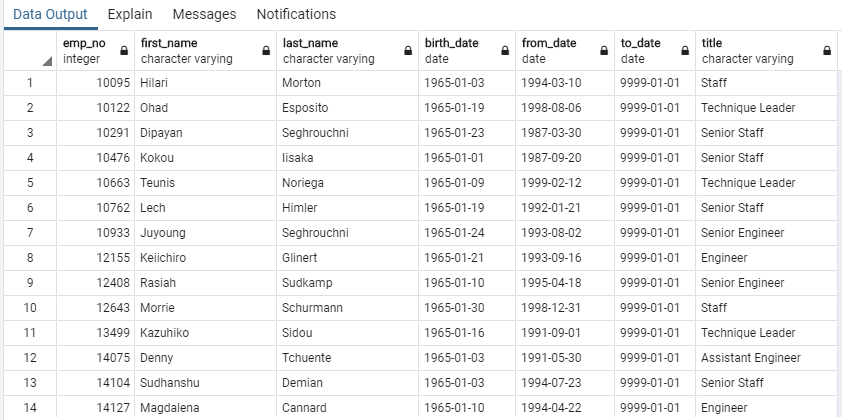 Data Output Explain Messages Notifications
emp_no first_name last_name birth_date from_date to_date title
integer character varying character varying date date date character varying
1 10095 Hilari Morton 1965-01-03 1994-03-10 9999-01-01 Staff
2 10122 Ohad Esposito 1965-01-19 1998-08-06 9999-01-01 Technique Leader
3 10291 Dipayan Seghrouchni 1965-01-23 1987-03-30 9999-01-01 Senior Staff
4 10476 Kokou Iisaka 1965-01-01 1987-09-20 9999-01-01 Senior Staff
5 10663 Teunis Noriega 1965-01-09 1999-02-12 9999-01-01 Technique Leader
6 10762 Lech Himler 1965-01-19 1992-01-21 9999-01-01 Senior Staff
7 10933 Juyoung Seghrouchni 1965-01-24 1993-08-02 9999-01-01 Senior Engineer
8 12155 Keiichiro Glinert 1965-01-21 1993-09-16 9999-01-01 Engineer
9 12408 Rasiah Sudkamp 1965-01-10 1995-04-18 9999-01-01 Senior Engineer
10 12643 Morrie Schurmann 1965-01-30 1998-12-31 9999-01-01 Staff
11 13499 Kazuhiko Sidou 1965-01-16 1991-09-01 9999-01-01 Technique Leader
12 14075 Denny Tchuente 1965-01-03 1991-05-30 9999-01-01 Assistant Engineer
13 14104 Sudhanshu Demian 1965-01-03 1994-07-23 9999-01-01 Senior Staff
14 14127 Magdalena Cannard 1965-01-10 1994-04-22 9999-01-01 Engineer